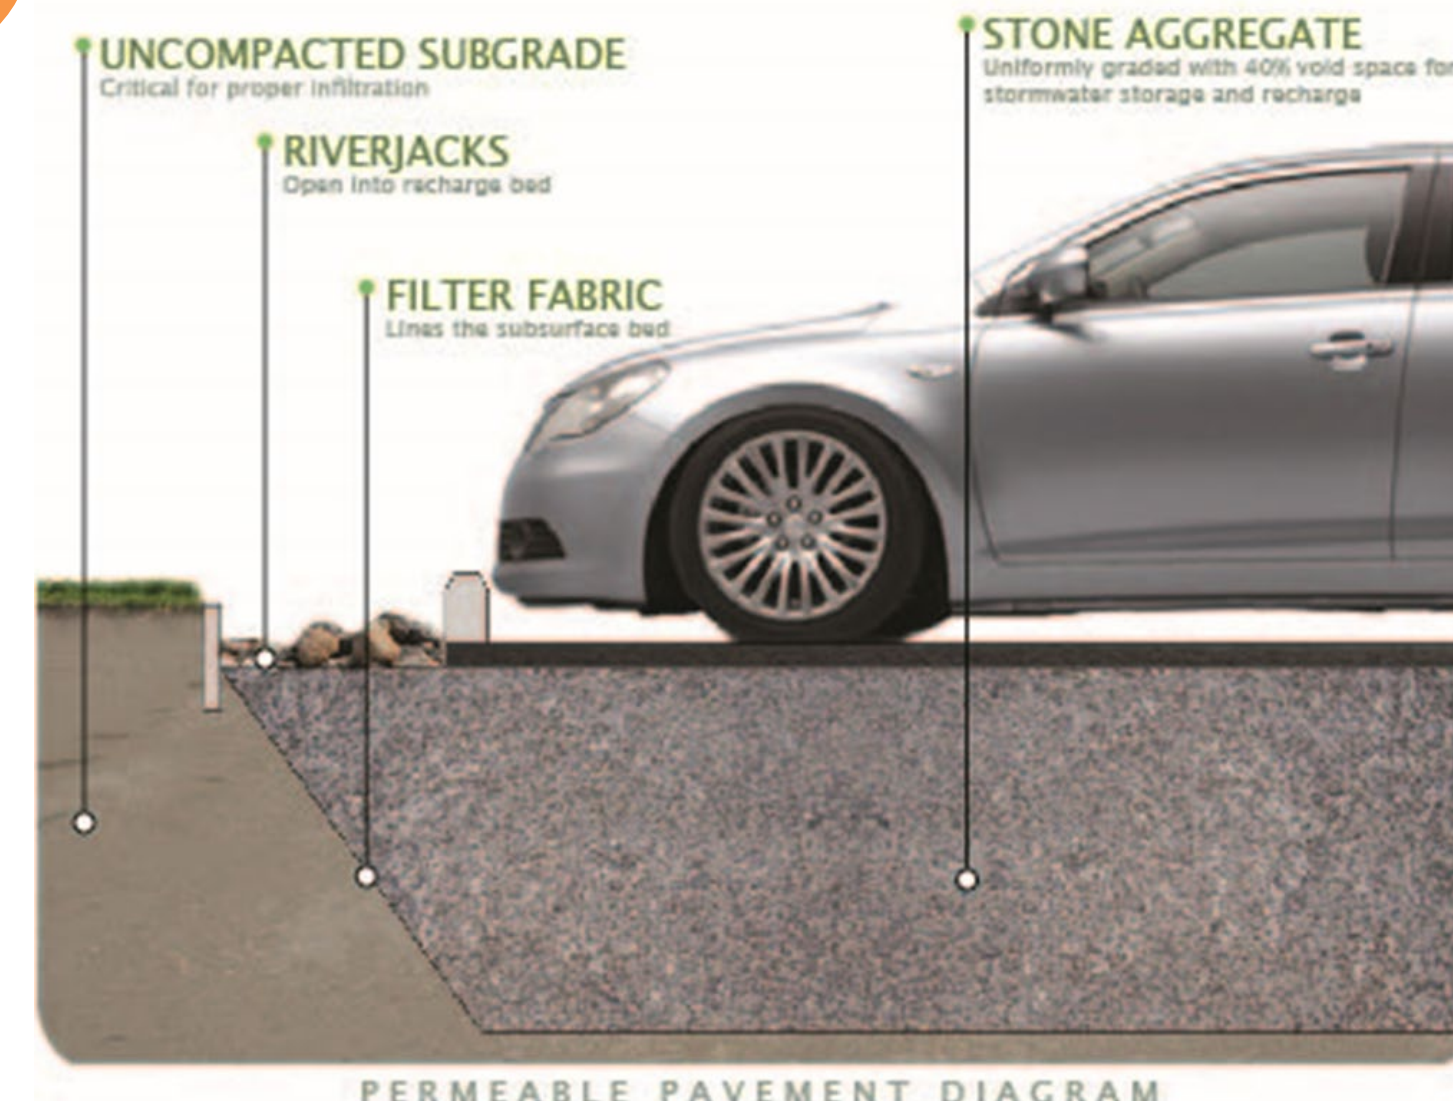 UNCOMPACTED SUBGRADE
Critical for proper infiltration
RIVERJACKS
Open into recharge bed
FILTER FABRIC
Lines the subsurface bed
STONE AGGREGATE
Uniformly graded with 40% void space for
stormwater storage and recharge
PERMEABLE PAVEMENT DIAGRAM